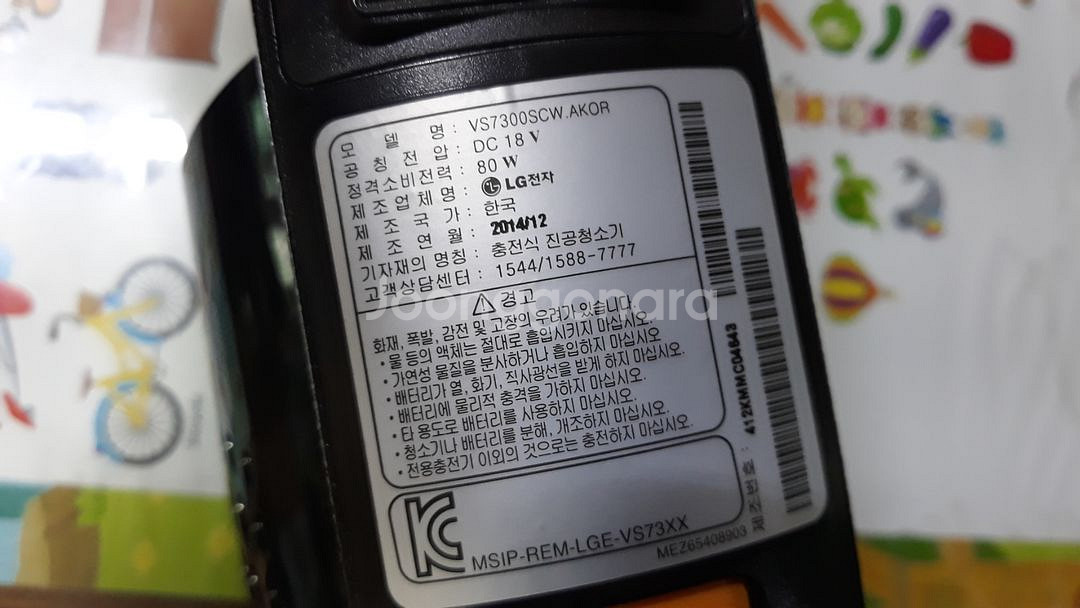 모 델 명 : VS7300SCW.AKOR
공 칭 전 압 : DC 18 V
정격소비전력 : 80 W
제 조 업 체 명 : LG전자
제 조 국 가 : 한국
제 조 연 월 : 2014/12
기자재의 명칭 : 충전식 진공청소기
고객상담센터 : 1544/1588-7777
경고
화재, 폭발, 감전 및 고장의 우려가 있습니다.
• 물 등의 액체는 절대로 흡입시키지 마십시오.
• 가연성 물질을 분사하거나 흡입하지 마십시오.
• 배터리가 열, 화기, 직사광선을 받게 하지 마십시오.
• 배터리에 물리적 충격을 가하지 마십시오.
• 타 용도로 배터리를 사용하지 마십시오.
• 청소기나 배터리를 분해, 개조하지 마십시오.
• 전용충전기 이외의 것으로는 충전하지 마십시오.
MSIP-REM-LGE-VS73XX
MEZ65408903
제조번호 : 412KMMC04643
Joonggonara